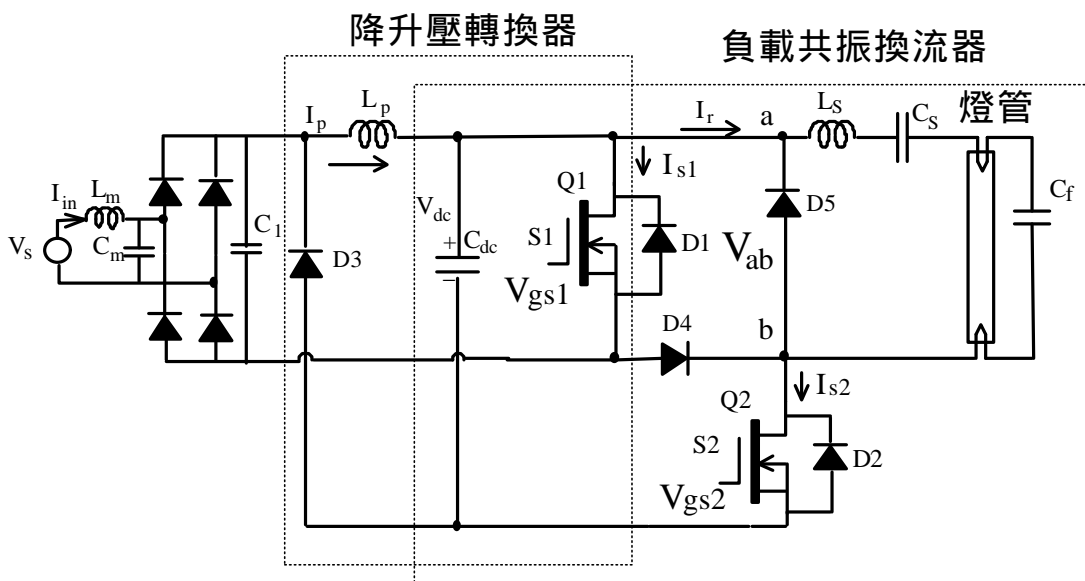 降升壓轉換器
負載共振換流器
燈管
I_p
L_p
I_r
a
L_S
C_S
I_in
L_m
V_s
C_m
C_1
D3
V_dc
+
C_dc
−
Q1
S1
V_gs1
I_s1
D1
D5
V_ab
C_f
D4
b
I_s2
Q2
S2
V_gs2
D2